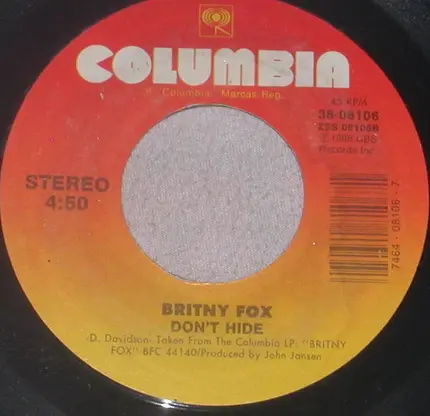 COLUMBIA
® "Columbia," Marcas Reg.
45 RPM
38-08106
ZSS 08106B
℗ 1988 CBS
Records Inc.
STEREO
4:50
7464-08106-7
BRITNY FOX
DON'T HIDE
-D. Davidson- Taken From The Columbia LP: "BRITNY
FOX" BFC 44140/Produced by John Jansen